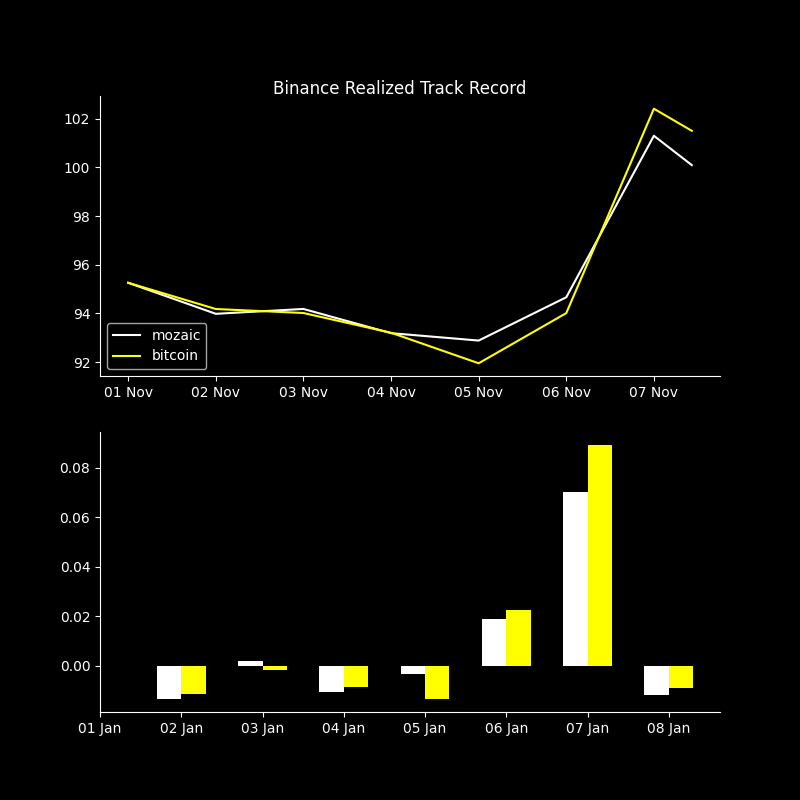 Binance Realized Track Record
102
100
98
96
94
92
mozaic
bitcoin
01 Nov 02 Nov 03 Nov 04 Nov 05 Nov 06 Nov 07 Nov
0.08
0.06
0.04
0.02
0.00
01 Jan 02 Jan 03 Jan 04 Jan 05 Jan 06 Jan 07 Jan 08 Jan